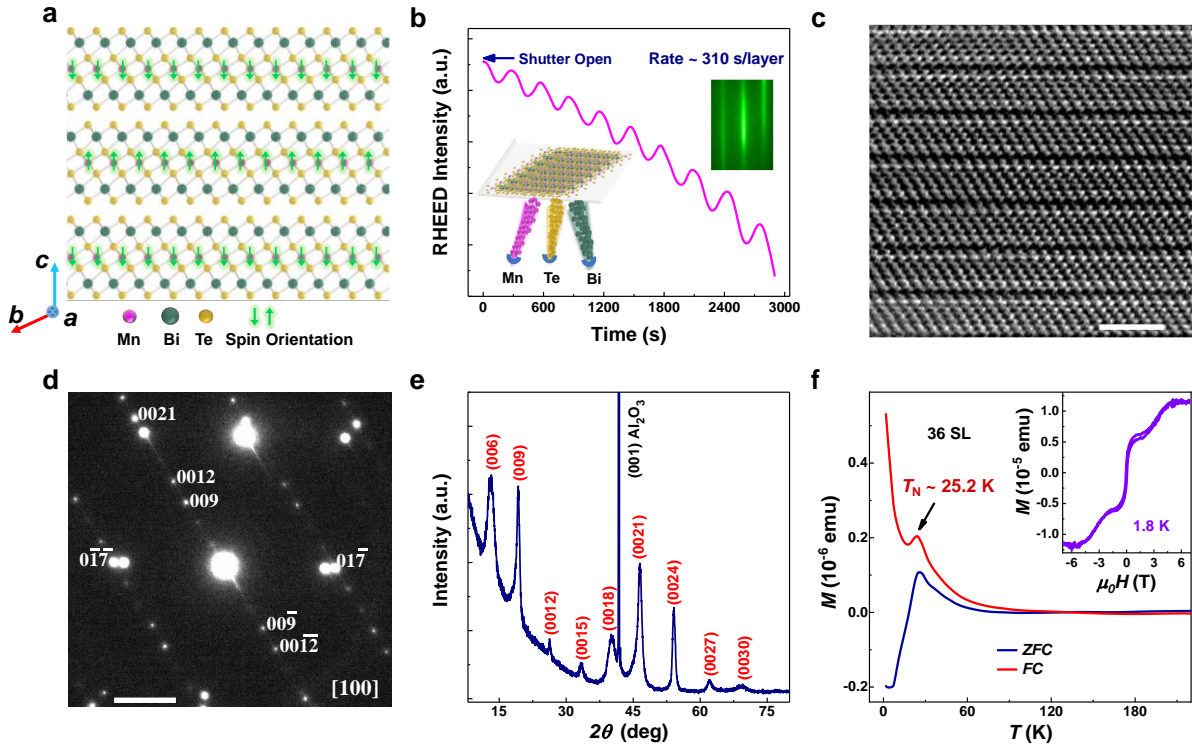 a
c
b
a
Mn
Bi
Te
Spin Orientation
b
RHEED Intensity (a.u.)
Shutter Open
Rate ~ 310 s/layer
Mn
Te
Bi
0
600
1200
1800
2400
3000
Time (s)
c
d
0021
0012
009
01̅7̅
017̅
009̅
0012̅
[100]
e
Intensity (a.u.)
(006)
(009)
(0012)
(0015)
(0018)
(001) Al₂O₃
(0021)
(0024)
(0027)
(0030)
15
30
45
60
75
2θ (deg)
f
M (10⁻⁶ emu)
0.4
0.2
0.0
-0.2
36 SL
T_N ~ 25.2 K
ZFC
FC
0
60
120
180
T (K)
M (10⁻⁵ emu)
1.0
0.5
0.0
-0.5
-1.0
1.8 K
-6
-3
0
3
6
μ₀H (T)